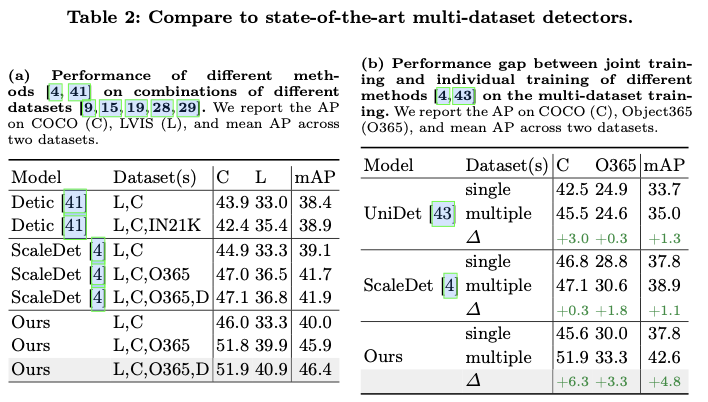 Table 2: Compare to state-of-the-art multi-dataset detectors.
(a) Performance of different meth-
ods [4, 41] on combinations of different
datasets [9,15,19,28,29]. We report the AP
on COCO (C), LVIS (L), and mean AP across
two datasets.
Model Dataset(s) C L mAP
Detic [41] L,C 43.9 33.0 38.4
Detic [41] L,C,IN21K 42.4 35.4 38.9
ScaleDet [4] L,C 44.9 33.3 39.1
ScaleDet [4] L,C,O365 47.0 36.5 41.7
ScaleDet [4] L,C,O365,D 47.1 36.8 41.9
Ours L,C 46.0 33.3 40.0
Ours L,C,O365 51.8 39.9 45.9
Ours L,C,O365,D 51.9 40.9 46.4
(b) Performance gap between joint train-
ing and individual training of different
methods [4,43] on the multi-dataset train-
ing. We report the AP on COCO (C), Object365
(O365), and mean AP across two datasets.
Model Dataset(s) C O365 mAP
single 42.5 24.9 33.7
UniDet [43] multiple 45.5 24.6 35.0
Δ +3.0 +0.3 +1.3
single 46.8 28.8 37.8
ScaleDet [4] multiple 47.1 30.6 38.9
Δ +0.3 +1.8 +1.1
single 45.6 30.0 37.8
Ours multiple 51.9 33.3 42.6
Δ +6.3 +3.3 +4.8